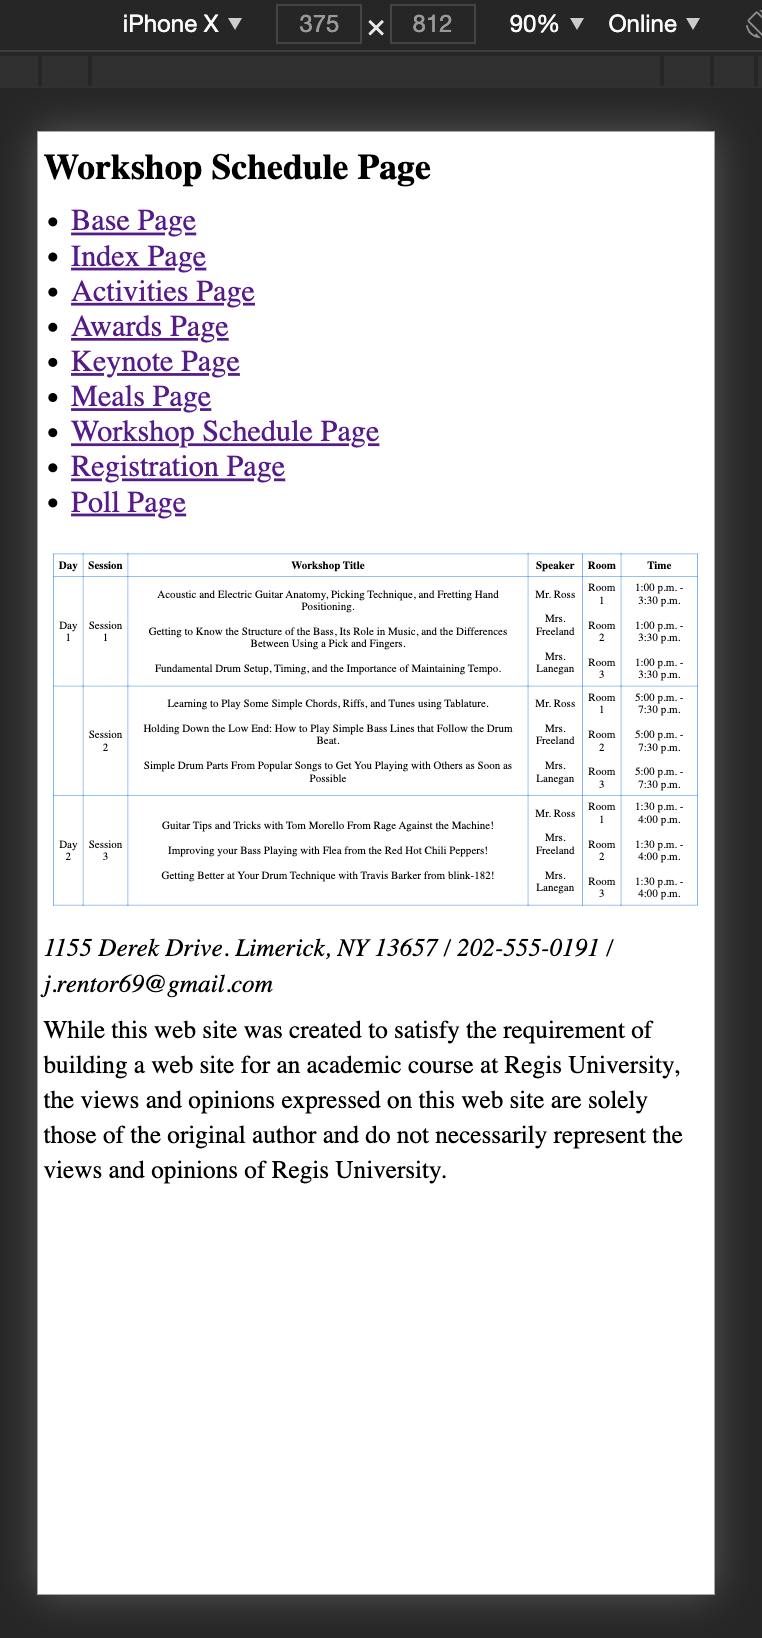 iPhone X ▼ 375 × 812 90% ▼ Online ▼
Workshop Schedule Page
• Base Page
• Index Page
• Activities Page
• Awards Page
• Keynote Page
• Meals Page
• Workshop Schedule Page
• Registration Page
• Poll Page
Day Session Workshop Title Speaker Room Time
Day 1
Session 1
Acoustic and Electric Guitar Anatomy, Picking Technique, and Fretting Hand
Positioning.
Getting to Know the Structure of the Bass, Its Role in Music, and the Differences
Between Using a Pick and Fingers.
Fundamental Drum Setup, Timing, and the Importance of Maintaining Tempo.
Mr. Ross
Mrs.
Freeland
Mrs.
Lanegan
Room
1
Room
2
Room
3
1:00 p.m. -
3:30 p.m.
1:00 p.m. -
3:30 p.m.
1:00 p.m. -
3:30 p.m.
Session
2
Learning to Play Some Simple Chords, Riffs, and Tunes using Tablature.
Holding Down the Low End: How to Play Simple Bass Lines that Follow the Drum
Beat.
Simple Drum Parts From Popular Songs to Get You Playing with Others as Soon as
Possible
Mr. Ross
Mrs.
Freeland
Mrs.
Lanegan
Room
1
Room
2
Room
3
5:00 p.m. -
7:30 p.m.
5:00 p.m. -
7:30 p.m.
5:00 p.m. -
7:30 p.m.
Day
2
Session
3
Guitar Tips and Tricks with Tom Morello From Rage Against the Machine!
Improving your Bass Playing with Flea from the Red Hot Chili Peppers!
Getting Better at Your Drum Technique with Travis Barker from blink-182!
Mr. Ross
Mrs.
Freeland
Mrs.
Lanegan
Room
1
Room
2
Room
3
1:30 p.m. -
4:00 p.m.
1:30 p.m. -
4:00 p.m.
1:30 p.m. -
4:00 p.m.
1155 Derek Drive. Limerick, NY 13657 / 202-555-0191 /
j.rentor69@gmail.com
While this web site was created to satisfy the requirement of
building a web site for an academic course at Regis University,
the views and opinions expressed on this web site are solely
those of the original author and do not necessarily represent the
views and opinions of Regis University.